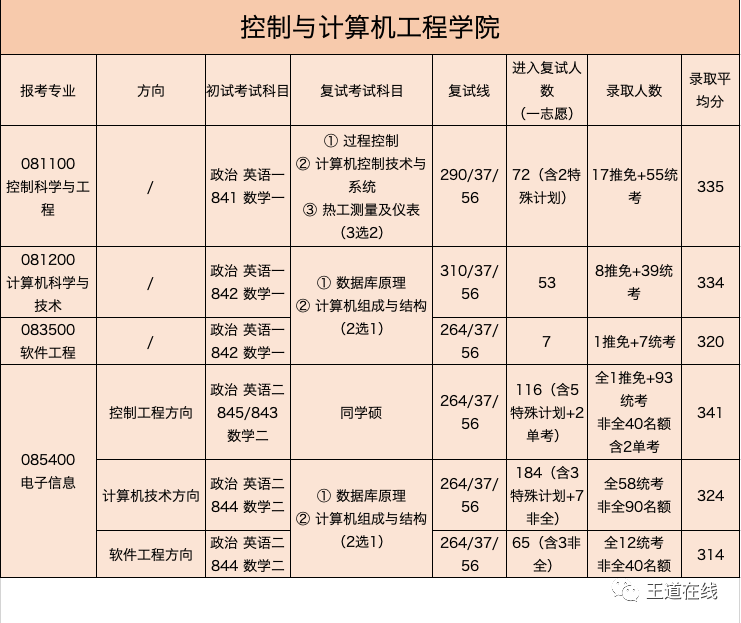 控制与计算机工程学院
报考专业 方向 初试考试科目 复试考试科目 复试线 进入复试人数（一志愿） 录取人数 录取平均分
081100
控制科学与工程
/
政治 英语一
841 数学一
① 过程控制
② 计算机控制技术与系统
③ 热工测量及仪表
（3选2）
290/37/56
72（含2特殊计划）
17推免+55统考
335
081200
计算机科学与技术
/
政治 英语一
842 数学一
① 数据库原理
② 计算机组成与结构
（2选1）
310/37/56
53
8推免+39统考
334
083500
软件工程
/
政治 英语一
842 数学一
264/37/56
7
1推免+7统考
320
085400
电子信息
控制工程方向
政治 英语二
845/843
数学二
同学硕
264/37/56
116（含5特殊计划+2单考）
全1推免+93统考
非全40名额
含2单考
341
计算机技术方向
政治 英语二
844 数学二
① 数据库原理
② 计算机组成与结构
（2选1）
264/37/56
184（含3特殊计划+7非全）
全58统考
非全90名额
324
软件工程方向
政治 英语二
844 数学二
264/37/56
65（含3非全）
全12统考
非全40名额
314
王道在线